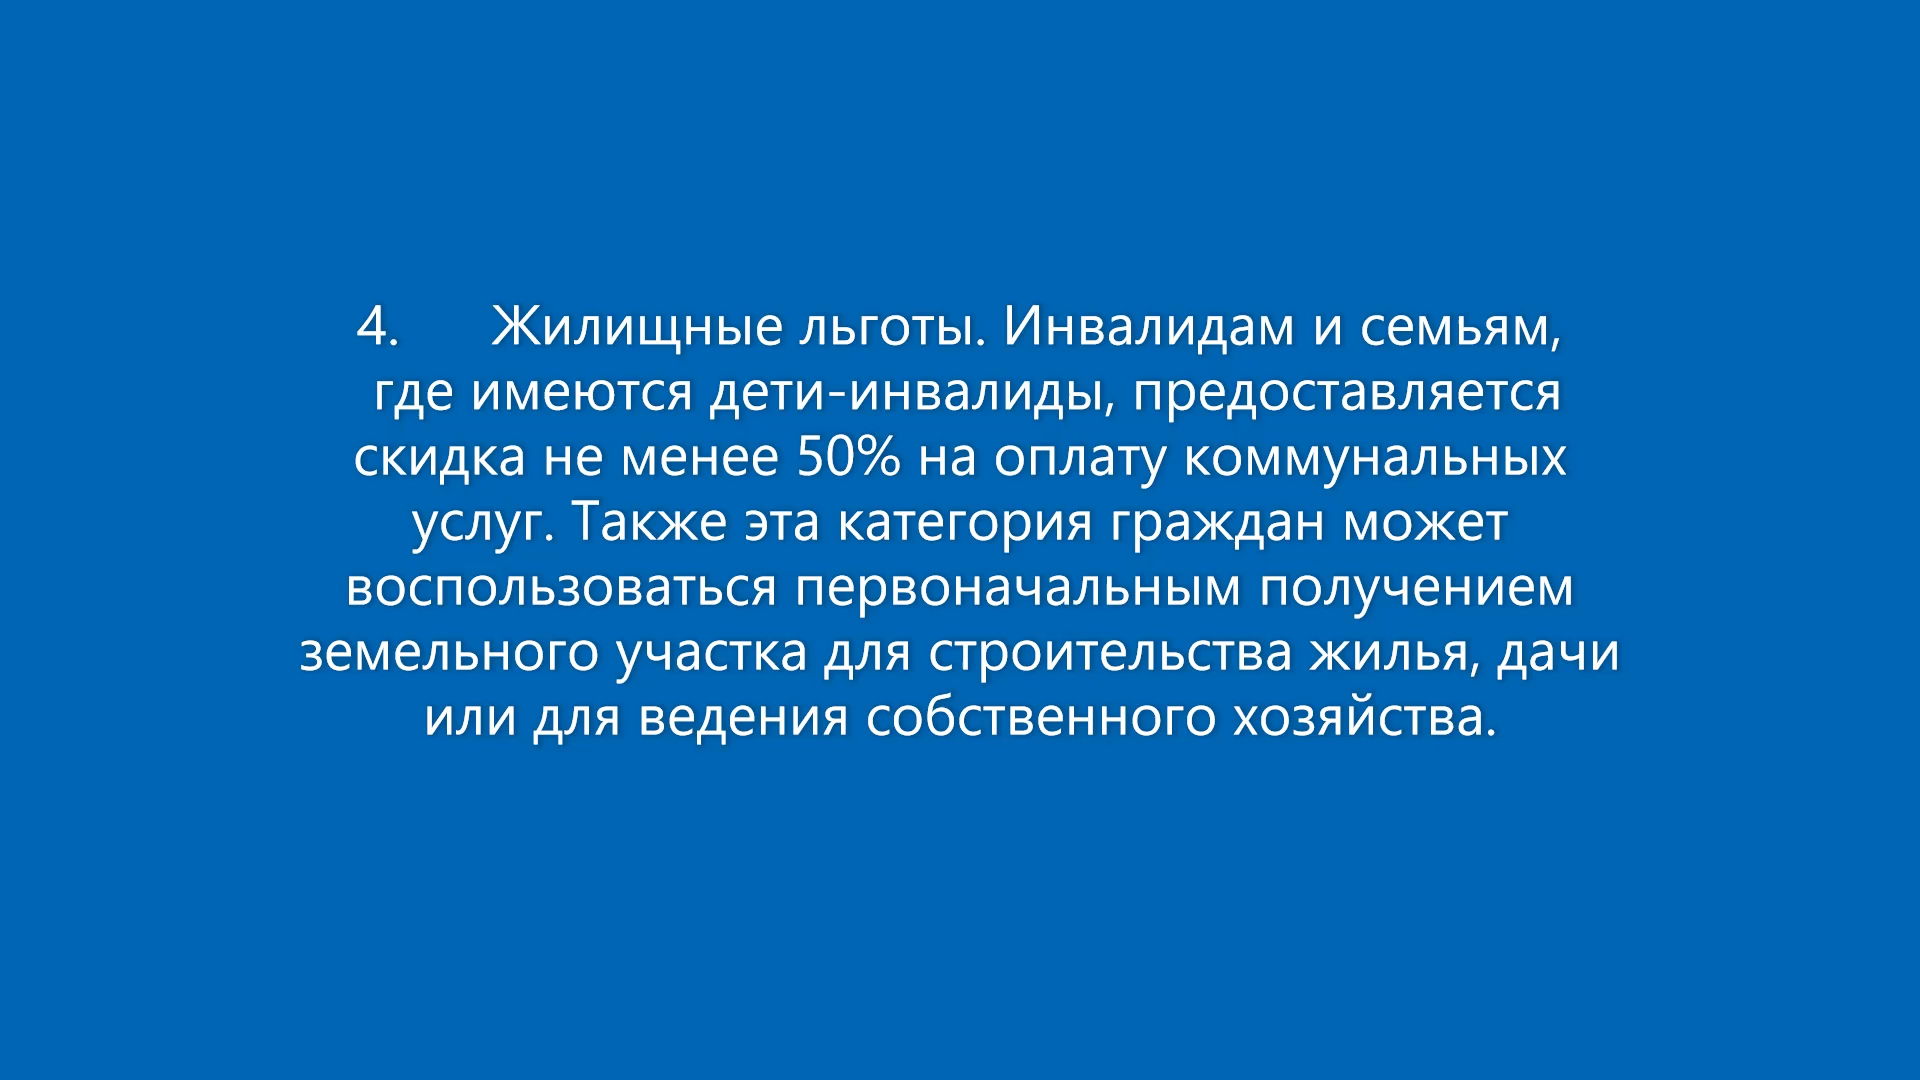 4. Жилищные льготы. Инвалидам и семьям,
где имеются дети-инвалиды, предоставляется
скидка не менее 50% на оплату коммунальных
услуг. Также эта категория граждан может
воспользоваться первоначальным получением
земельного участка для строительства жилья, дачи
или для ведения собственного хозяйства.